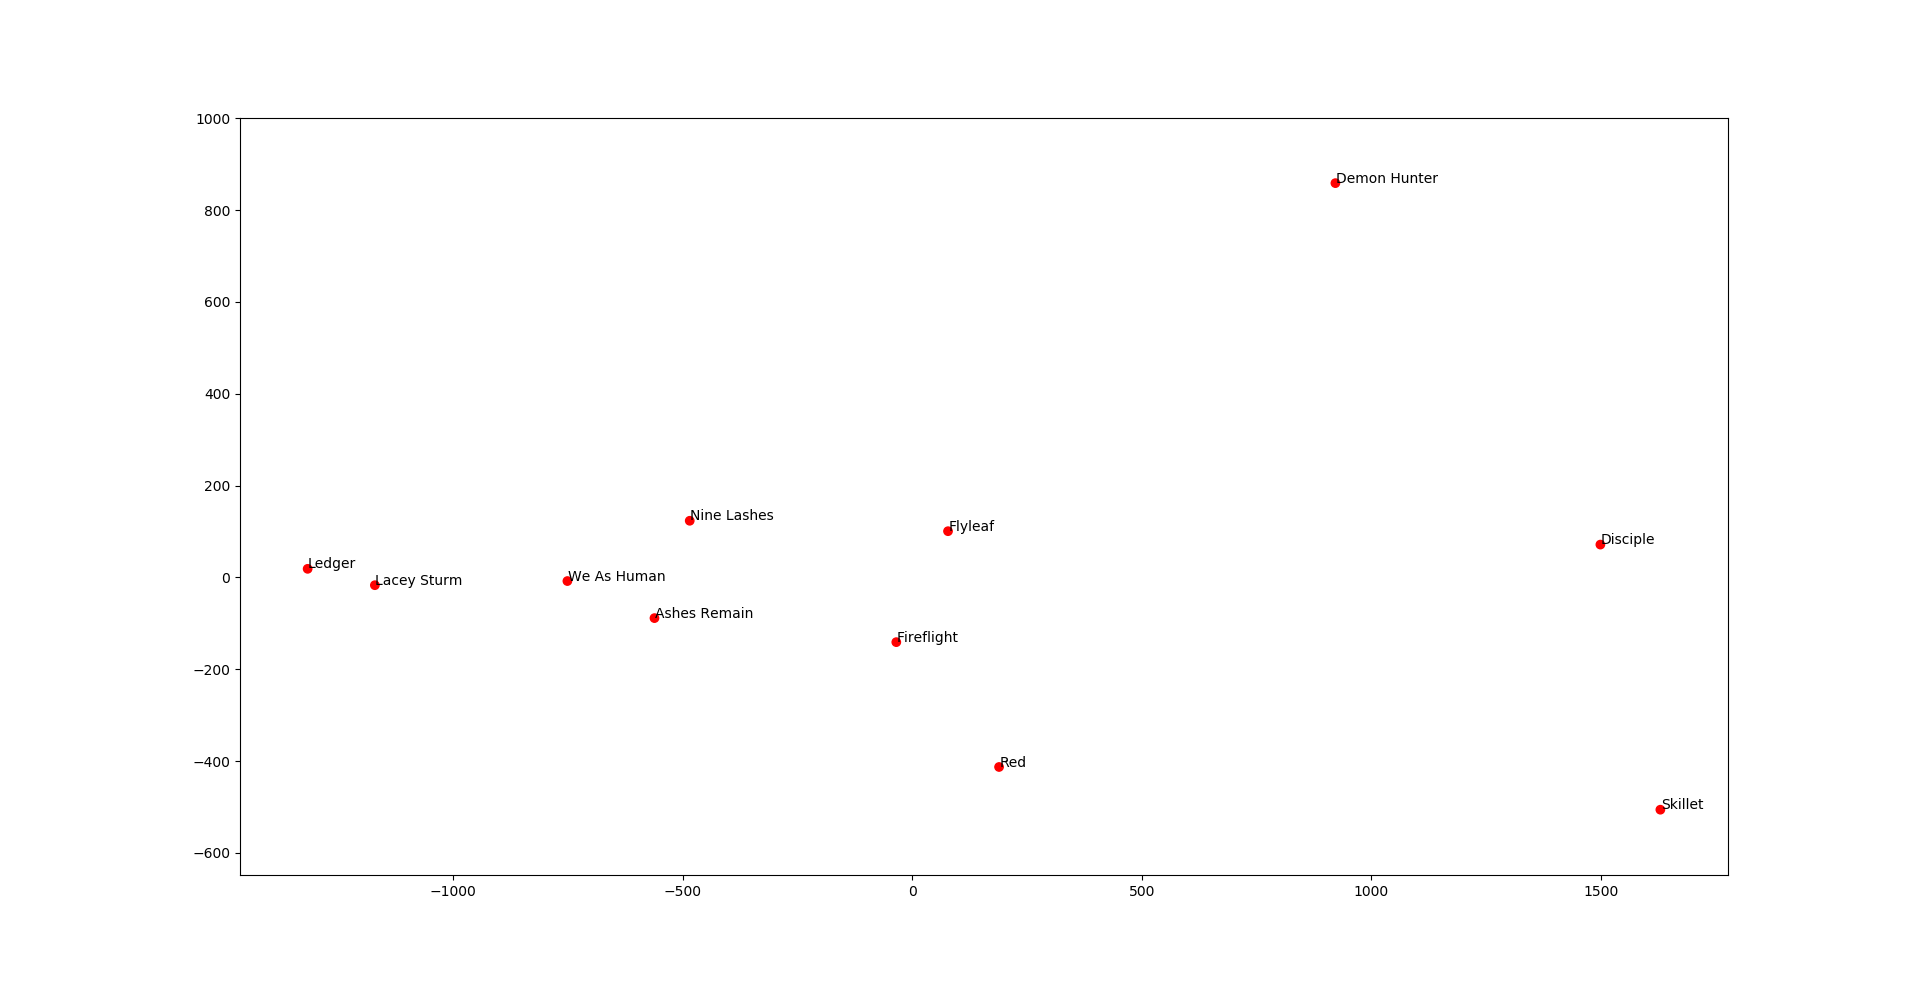 1000
Demon Hunter
800
600
400
200
Nine Lashes
Flyleaf
Disciple
Ledger
0
We As Human
Lacey Sturm
Ashes Remain
Fireflight
−200
−400
Red
Skillet
−600
−1000 −500 0 500 1000 1500